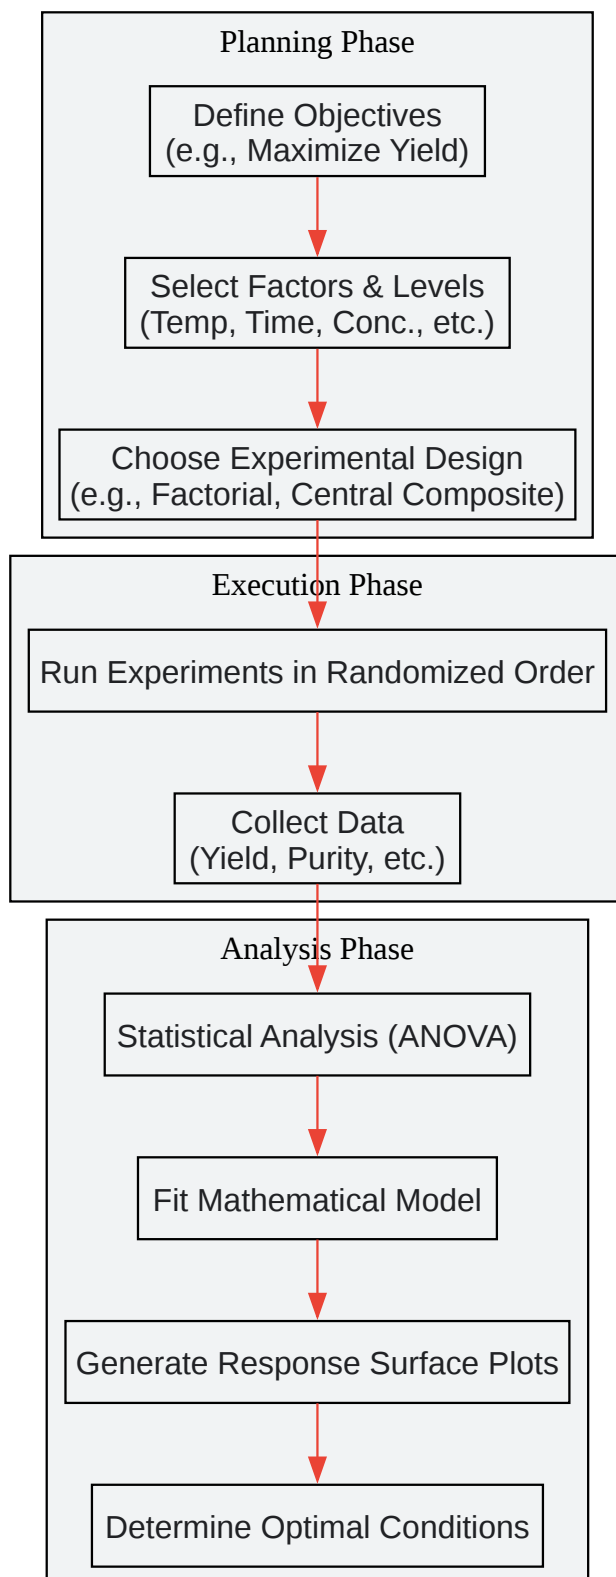 Planning Phase
Define Objectives
(e.g., Maximize Yield)
Select Factors & Levels
(Temp, Time, Conc., etc.)
Choose Experimental Design
(e.g., Factorial, Central Composite)
Execution Phase
Run Experiments in Randomized Order
Collect Data
(Yield, Purity, etc.)
Analysis Phase
Statistical Analysis (ANOVA)
Fit Mathematical Model
Generate Response Surface Plots
Determine Optimal Conditions